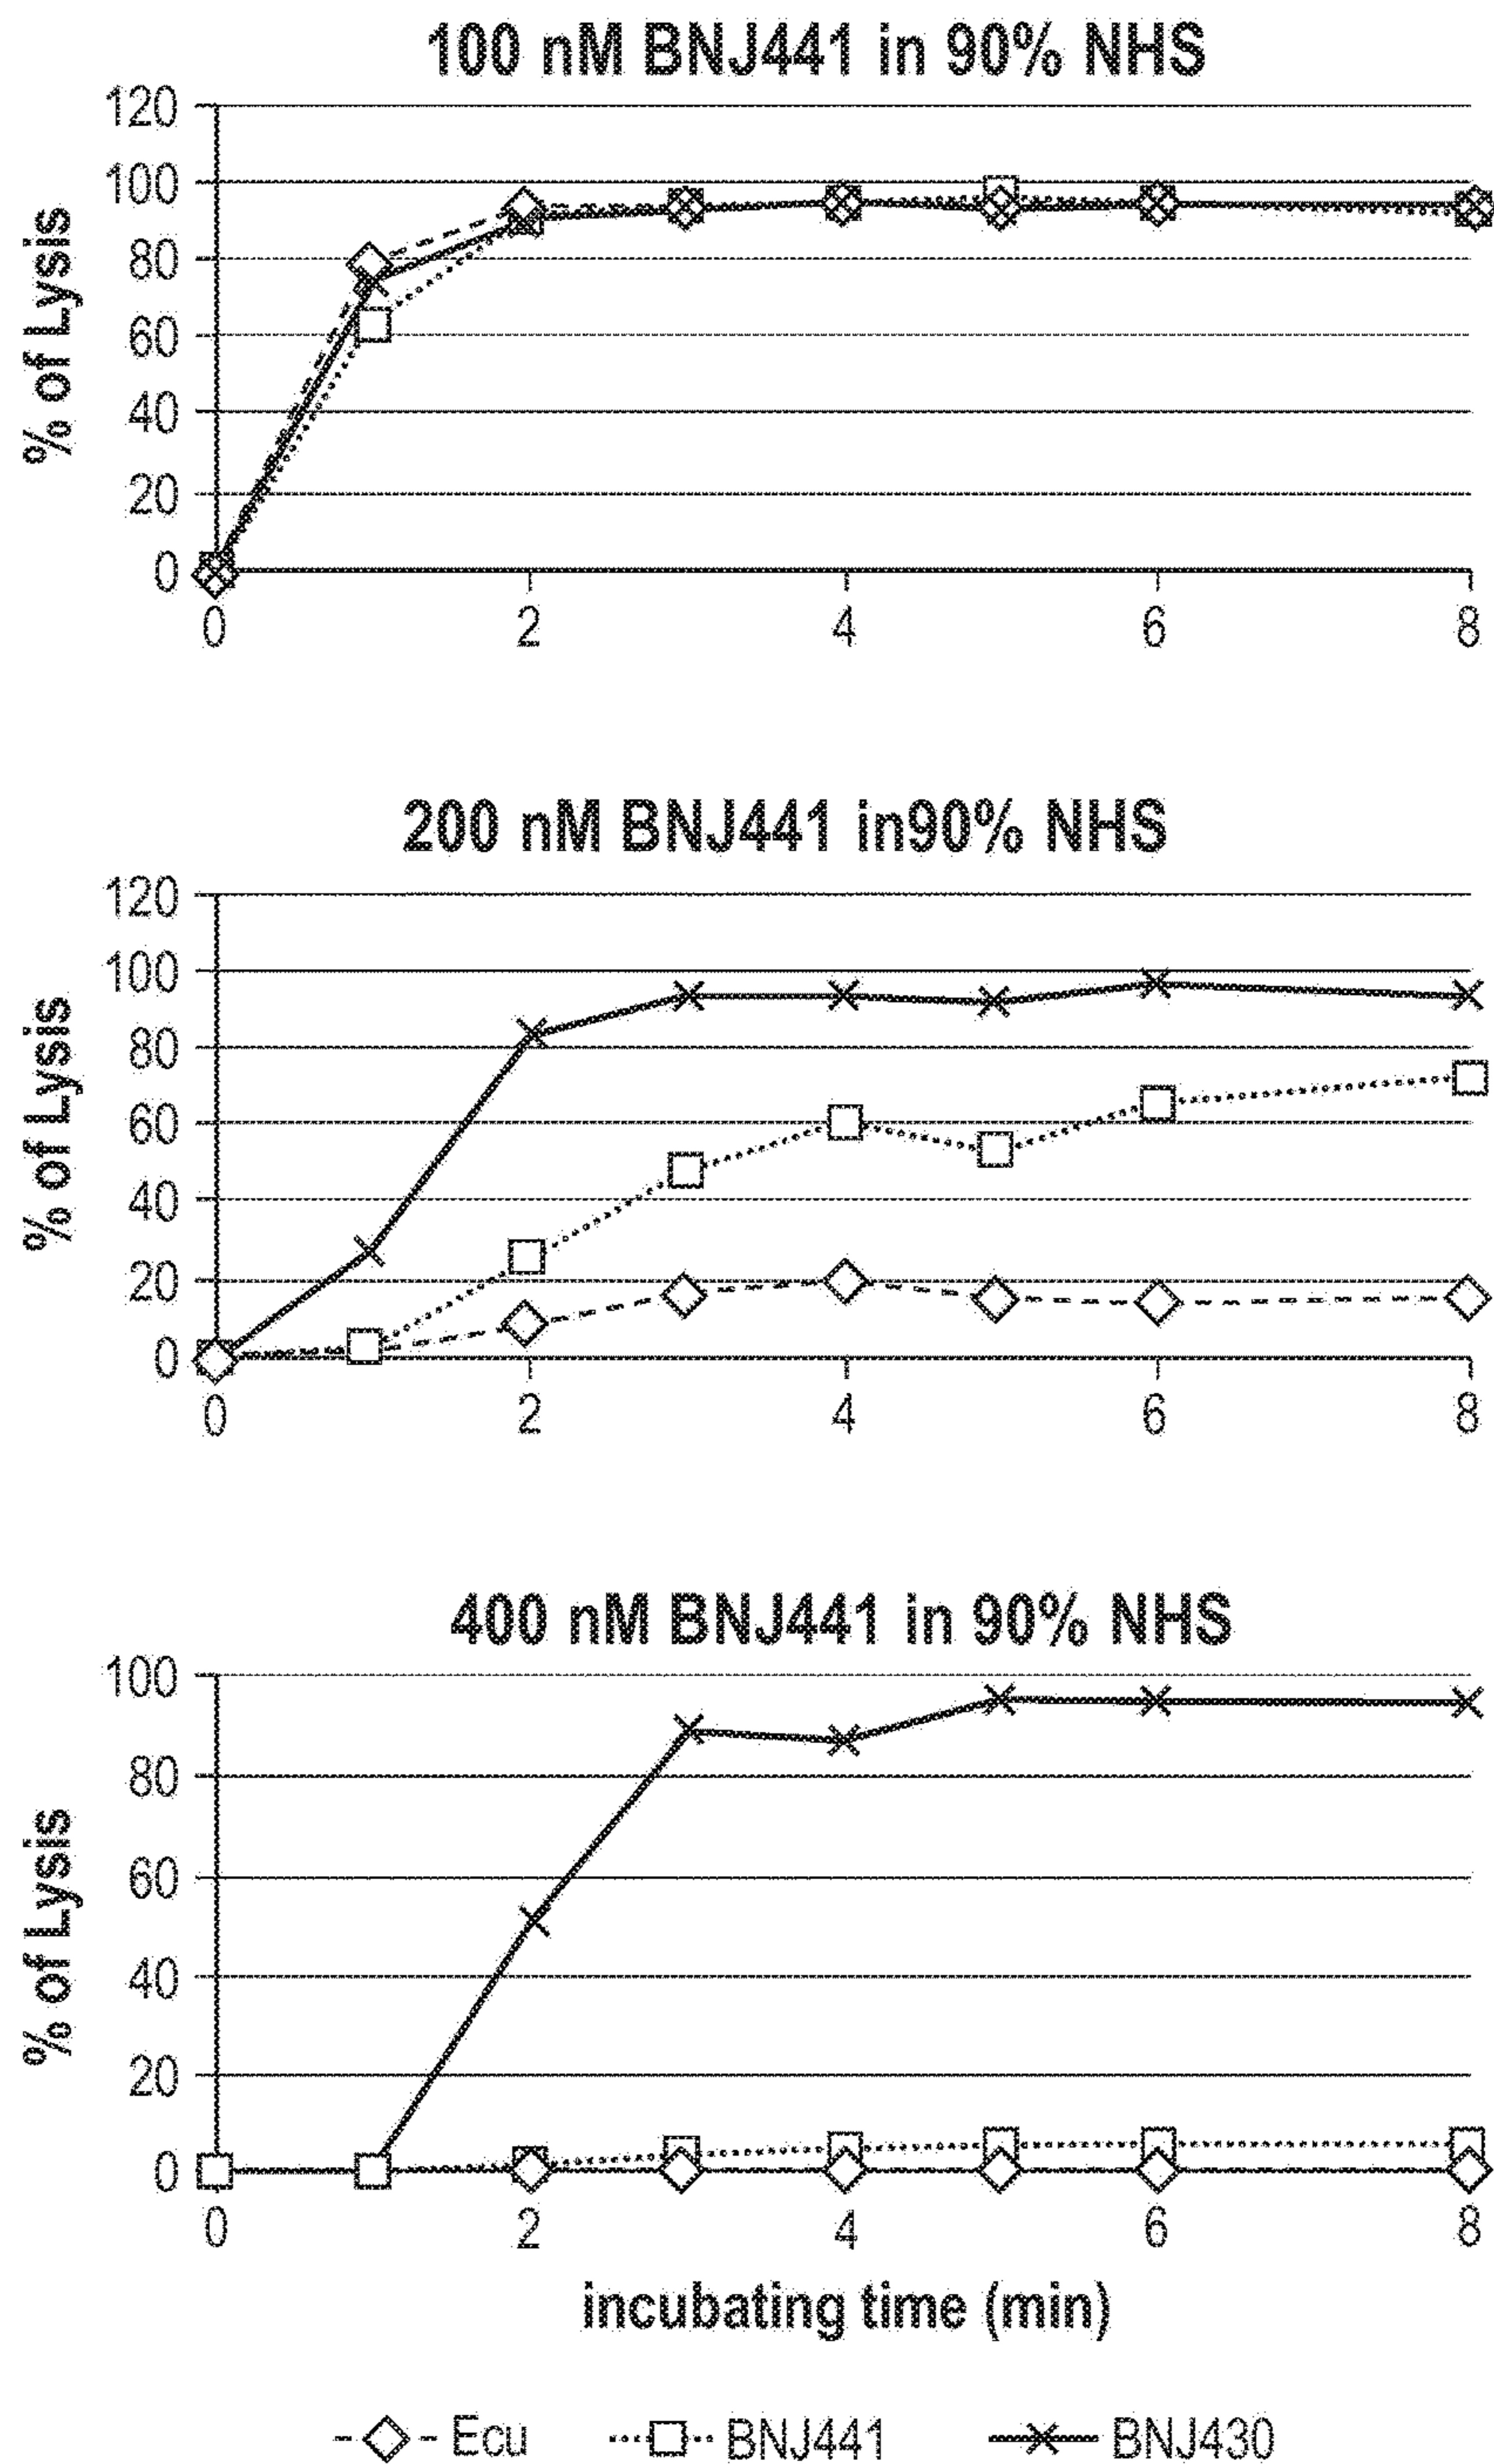 100 nM BNJ441 in 90% NHS
120
100
80
60
40
20
0
% of Lysis
0 2 4 6 8
200 nM BNJ441 in90% NHS
120
100
80
60
40
20
0
% of Lysis
0 2 4 6 8
400 nM BNJ441 in 90% NHS
100
80
60
40
20
0
% of Lysis
0 2 4 6 8
incubating time (min)
Ecu BNJ441 BNJ430